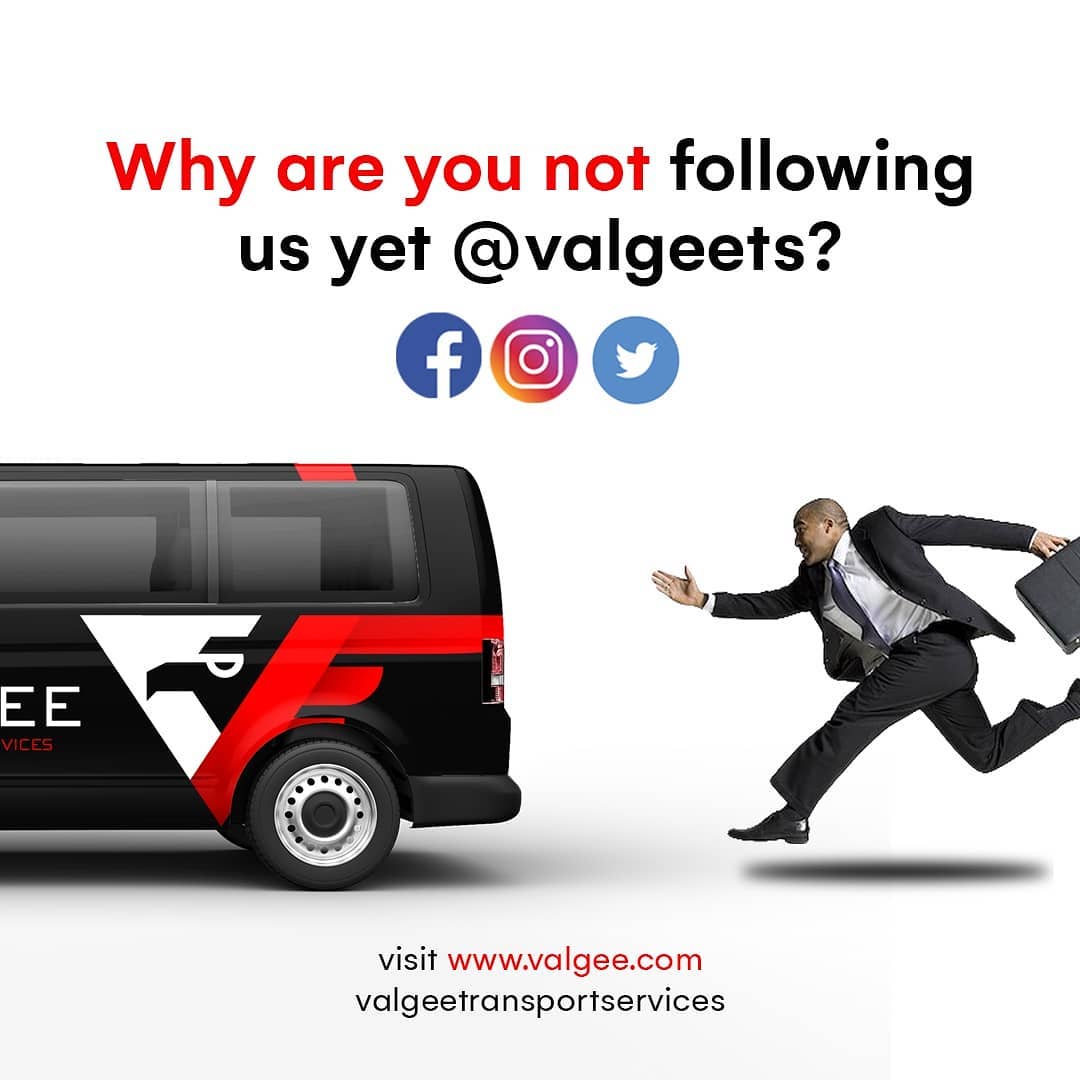 Why are you not following
us yet @valgeets?
EE
VICES
visit www.valgee.com
valgeetransportservices